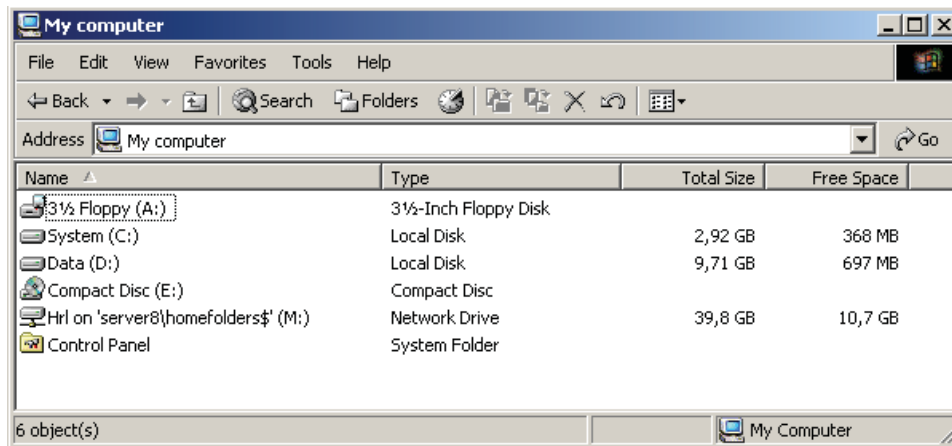 My computer
File Edit View Favorites Tools Help
Back Search Folders
Address My computer Go
Name Type Total Size Free Space
3½ Floppy (A:) 3½-Inch Floppy Disk
System (C:) Local Disk 2,92 GB 368 MB
Data (D:) Local Disk 9,71 GB 697 MB
Compact Disc (E:) Compact Disc
Hrl on 'server8\homefolders$' (M:) Network Drive 39,8 GB 10,7 GB
Control Panel System Folder
6 object(s) My Computer